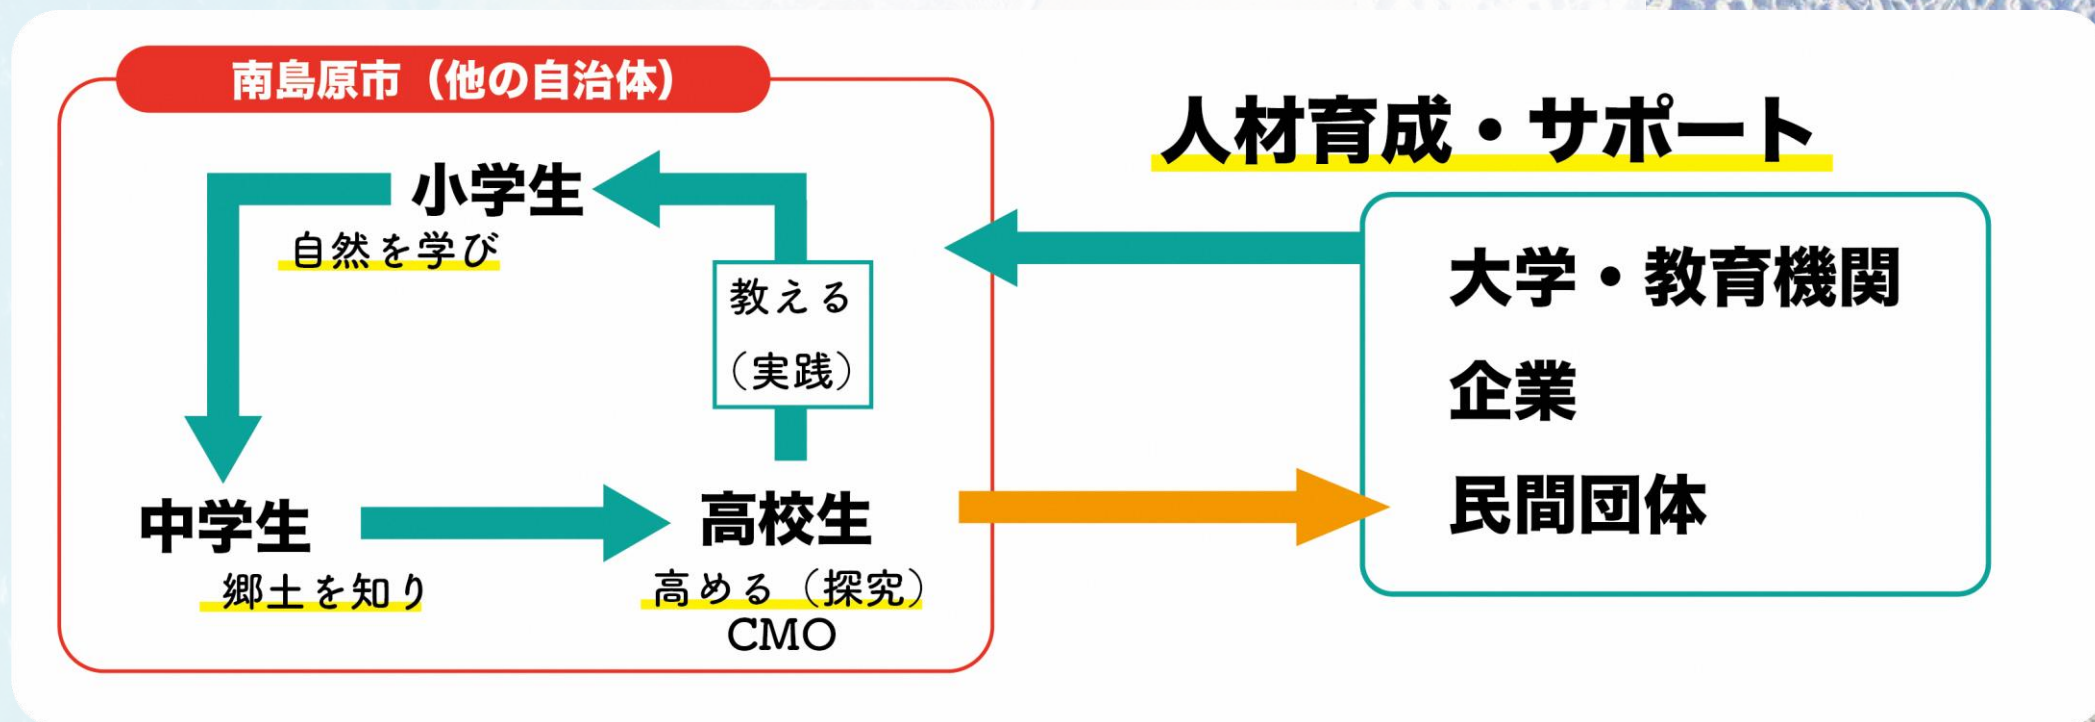 南島原市（他の自治体）
小学生
自然を学び
教える
（実践）
中学生
郷土を知り
高校生
高める（探究）
CMO
人材育成・サポート
大学・教育機関
企業
民間団体